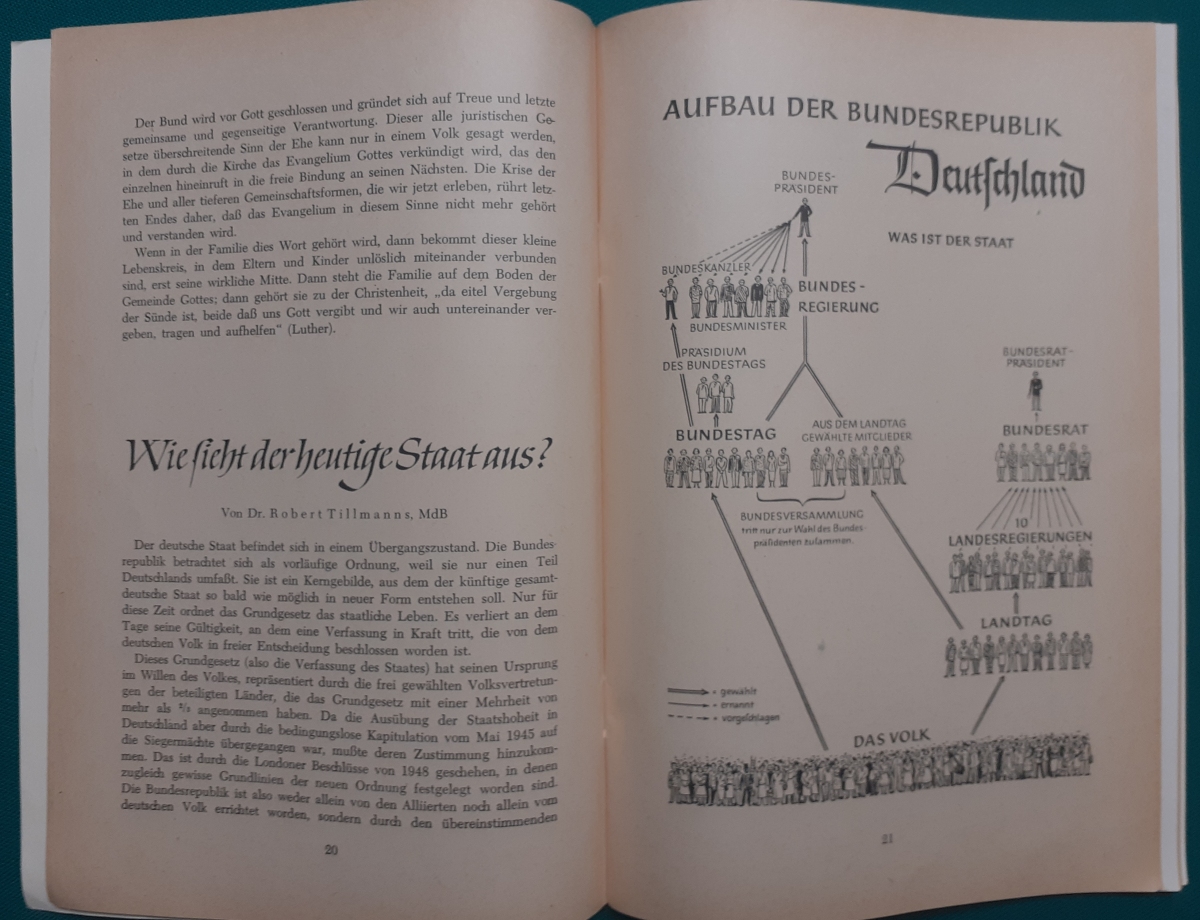 Der Bund wird vor Gott geschlossen und gründet sich auf Treue und letzte
gemeinsame und gegenseitige Verantwortung. Dieser alle juristischen Ge-
setze überschreitende Sinn der Ehe kann nur in einem Volk gesagt werden,
in dem durch die Kirche das Evangelium Gottes verkündigt wird, das den
einzelnen hineinruft in die freie Bindung an seinen Nächsten. Die Krise der
Ehe und aller tieferen Gemeinschaftsformen, die wir jetzt erleben, rührt letz-
ten Endes daher, daß das Evangelium in diesem Sinne nicht mehr gehört
und verstanden wird.
Wenn in der Familie dies Wort gehört wird, dann bekommt dieser kleine
Lebenskreis, in dem Eltern und Kinder unlöslich miteinander verbunden
sind, erst seine wirkliche Mitte. Dann steht die Familie auf dem Boden der
Gemeinde Gottes; dann gehört sie zu der Christenheit, „da eitel Vergebung
der Sünde ist, beide daß uns Gott vergibt und wir auch untereinander ver-
geben, tragen und aufhelfen“ (Luther).
Wie sieht der heutige Staat aus?
Von Dr. Robert Tillmanns, MdB
Der deutsche Staat befindet sich in einem Übergangszustand. Die Bundes-
republik betrachtet sich als vorläufige Ordnung, weil sie nur einen Teil
Deutschlands umfaßt. Sie ist ein Kerngebilde, aus dem der künftige gesamt-
deutsche Staat so bald wie möglich in neuer Form entstehen soll. Nur für
diese Zeit ordnet das Grundgesetz das staatliche Leben. Es verliert an dem
Tage seine Gültigkeit, an dem eine Verfassung in Kraft tritt, die von dem
deutschen Volk in freier Entscheidung beschlossen worden ist.
Dieses Grundgesetz (also die Verfassung des Staates) hat seinen Ursprung
im Willen des Volkes, repräsentiert durch die frei gewählten Volksvertretun-
gen der beteiligten Länder, die das Grundgesetz mit einer Mehrheit von
mehr als ²/₃ angenommen haben. Da die Ausübung der Staatshoheit in
Deutschland aber durch die bedingungslose Kapitulation vom Mai 1945 auf
die Siegermächte übergegangen war, mußte deren Zustimmung hinzukom-
men. Das ist durch die Londoner Beschlüsse von 1948 geschehen, in denen
zugleich gewisse Grundlinien der neuen Ordnung festgelegt worden sind.
Die Bundesrepublik ist also weder allein von den Alliierten noch allein vom
deutschen Volk errichtet worden, sondern durch den übereinstimmenden
20
AUFBAU DER BUNDESREPUBLIK
Deutschland
WAS IST DER STAAT
BUNDES-
PRÄSIDENT
BUNDESKANZLER
BUNDES-
REGIERUNG
BUNDESMINISTER
PRÄSIDIUM
DES BUNDESTAGS
BUNDESTAG
AUS DEM LANDTAG
GEWÄHLTE MITGLIEDER
BUNDESVERSAMMLUNG
tritt nur zur Wahl des Bundes-
präsidenten zusammen.
BUNDESRAT-
PRÄSIDENT
BUNDESRAT
10
LANDESREGIERUNGEN
LANDTAG
= gewählt
= ernannt
= vorgeschlagen
DAS VOLK
21